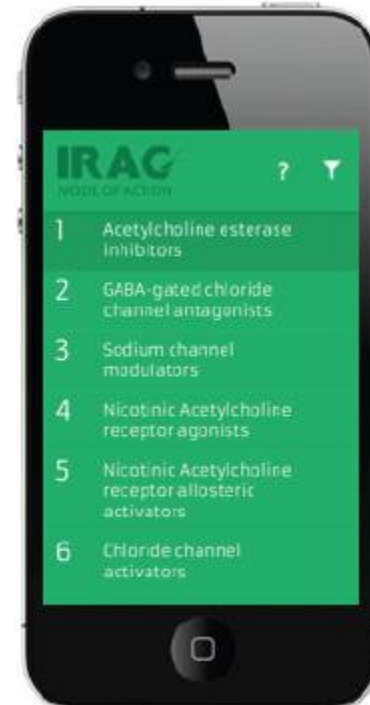 IRAC
MODE OF ACTION
?
1 Acetylcholine esterase
inhibitors
2 GABA-gated chloride
channel antagonists
3 Sodium channel
modulators
4 Nicotinic Acetylcholine
receptor agonists
5 Nicotinic Acetylcholine
receptor allosteric
activators
6 Chloride channel
activators